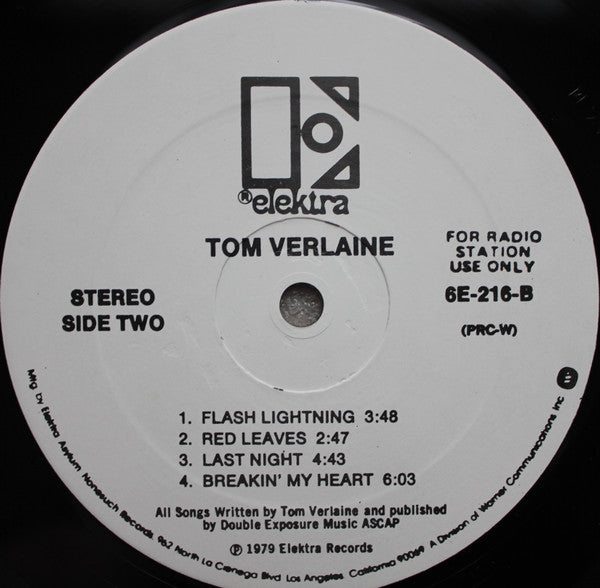 ® elektra
TOM VERLAINE
FOR RADIO
STATION
USE ONLY
STEREO
SIDE TWO
6E-216-B
(PRC-W)
1. FLASH LIGHTNING 3:48
2. RED LEAVES 2:47
3. LAST NIGHT 4:43
4. BREAKIN' MY HEART 6:03
All Songs Written by Tom Verlaine and published
by Double Exposure Music ASCAP
℗ 1979 Elektra Records
Mfg by Elektra Asylum Nonesuch Records 962 North La Cienega Blvd Los Angeles California 90069 A Division of Warner Communications Inc